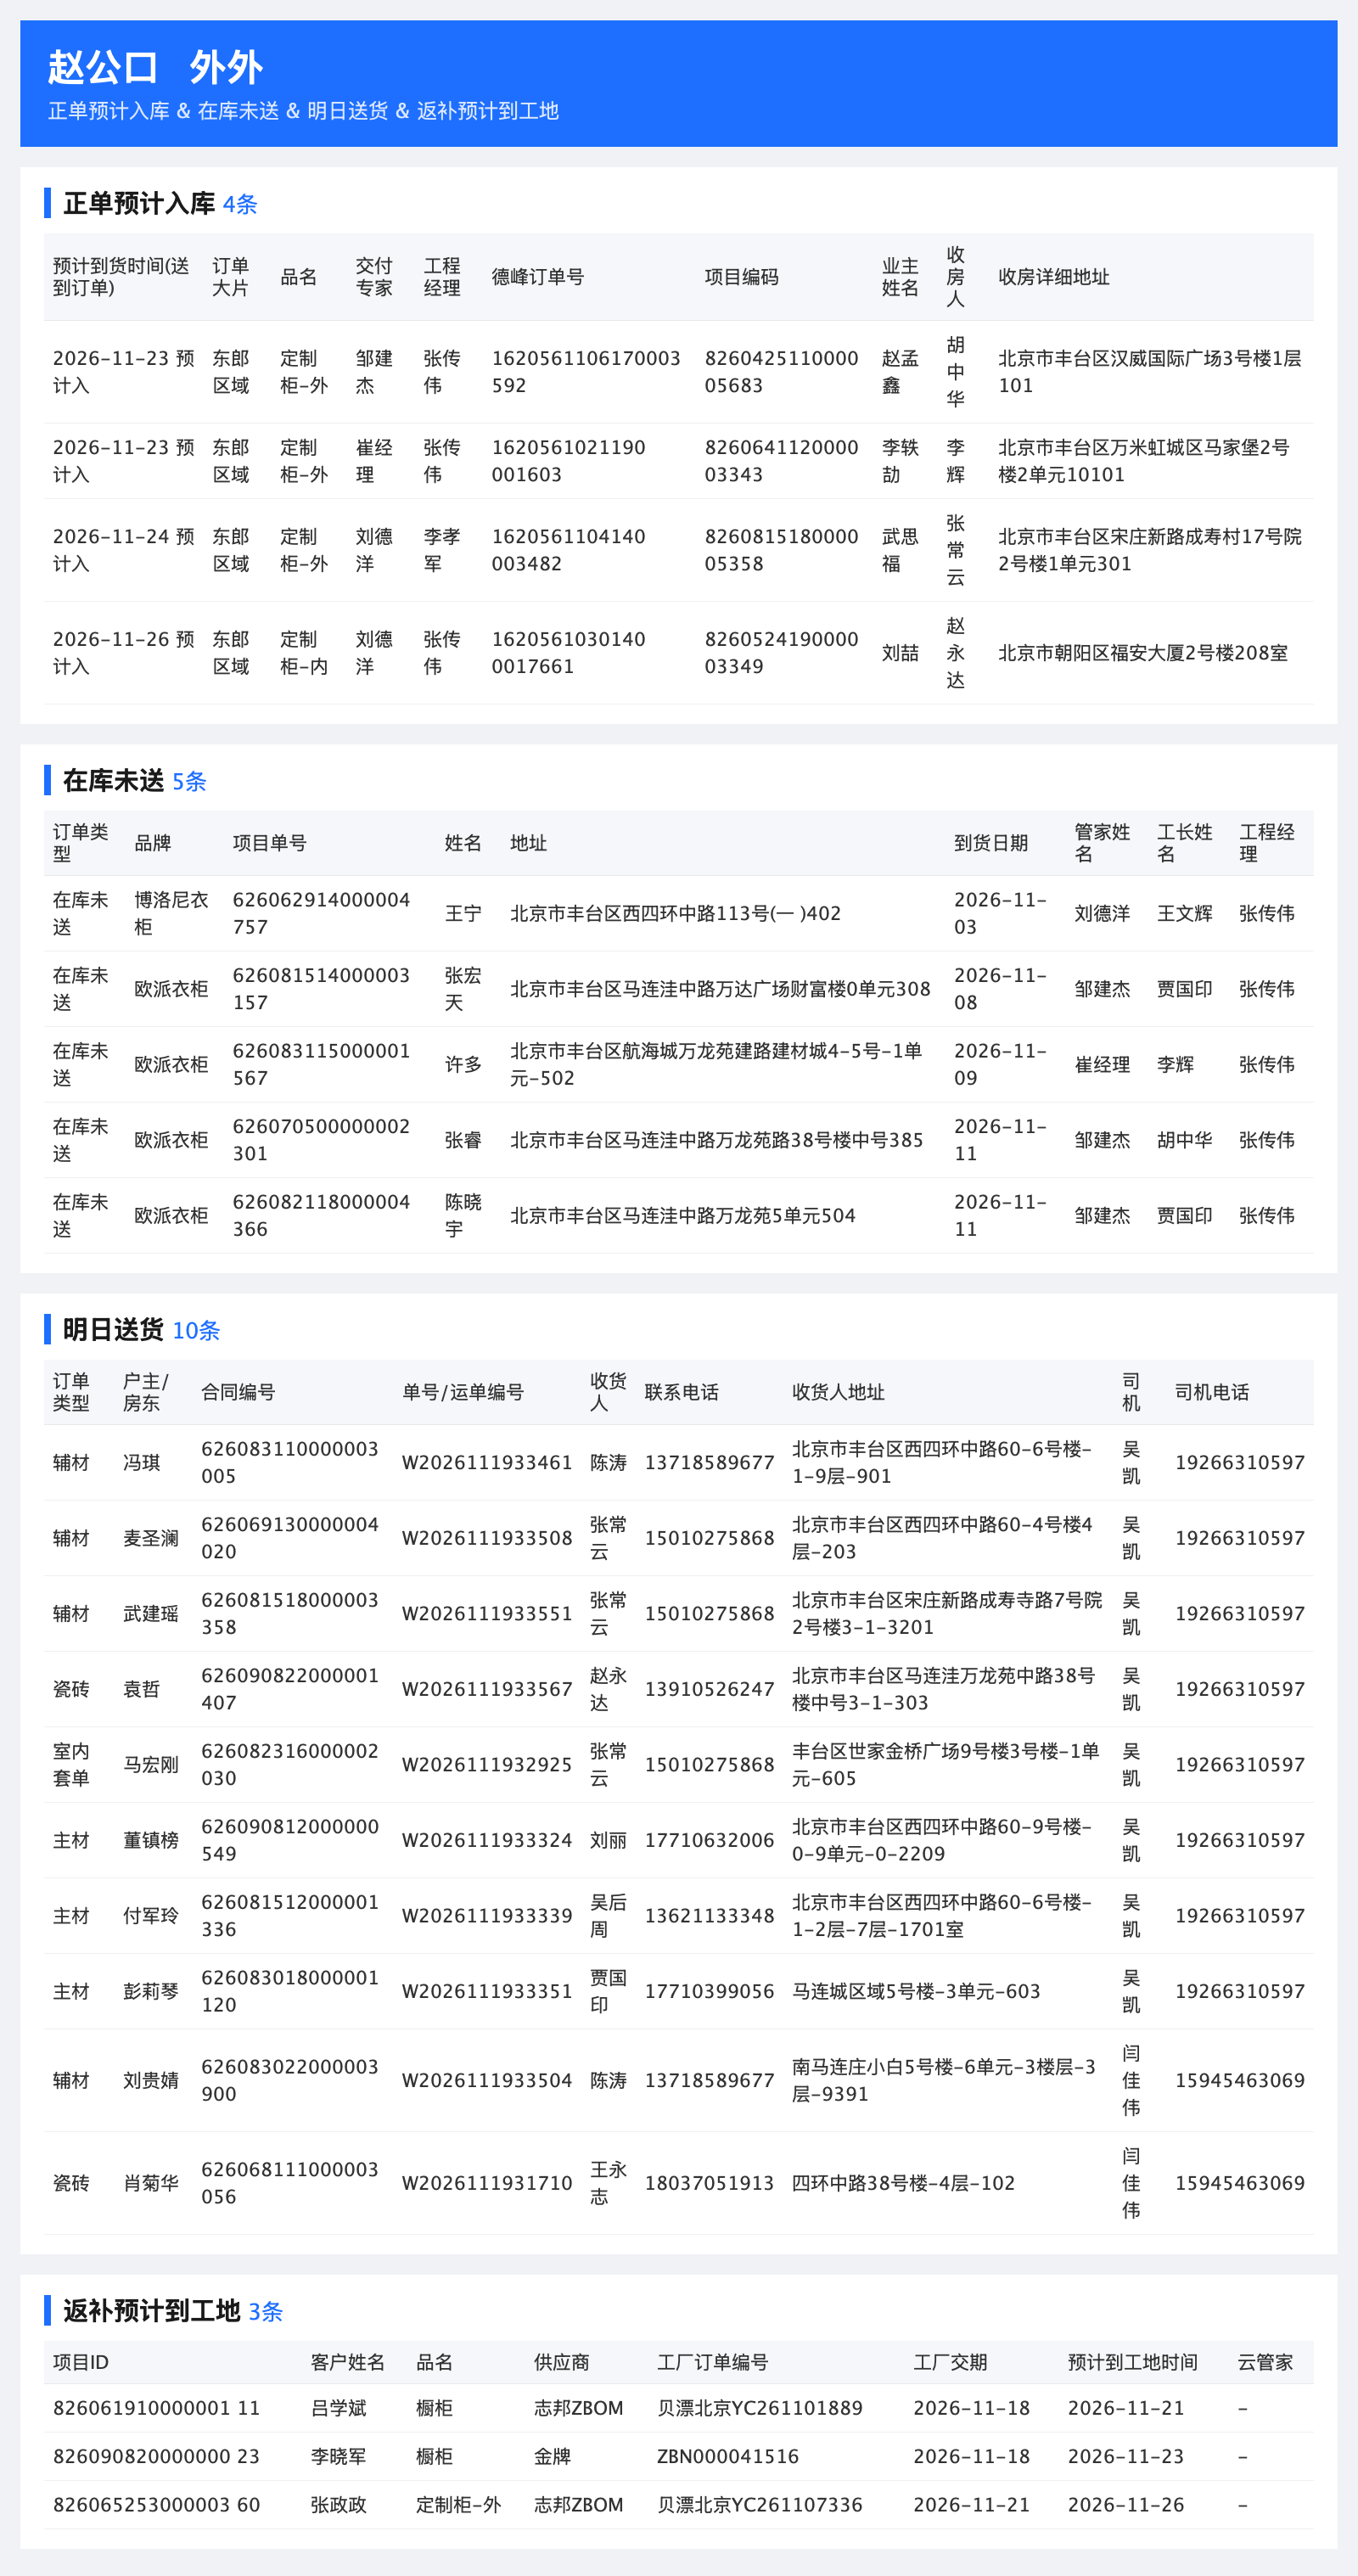 赵公口 外外
正单预计入库 & 在库未送 & 明日送货 & 返补预计到工地
正单预计入库 4条
预计到货时间(送到订单) 订单大片 品名 交付专家 工程经理 德峰订单号 项目编码 业主姓名 收房人 收房详细地址
2026-11-23 预计入 东郎区域 定制柜-外 邹建杰 张传伟 1620561106170003592 826042511000005683 赵孟鑫 胡中华 北京市丰台区汉威国际广场3号楼1层101
2026-11-23 预计入 东郎区域 定制柜-外 崔经理 张传伟 1620561021190001603 826064112000003343 李轶劼 李辉 北京市丰台区万米虹城区马家堡2号楼2单元10101
2026-11-24 预计入 东郎区域 定制柜-外 刘德洋 李孝军 1620561104140003482 826081518000005358 武思福 张常云 北京市丰台区宋庄新路成寿村17号院2号楼1单元301
2026-11-26 预计入 东郎区域 定制柜-内 刘德洋 张传伟 16205610301400017661 826052419000003349 刘喆 赵永达 北京市朝阳区福安大厦2号楼208室
在库未送 5条
订单类型 品牌 项目单号 姓名 地址 到货日期 管家姓名 工长姓名 工程经理
在库未送 博洛尼衣柜 626062914000004757 王宁 北京市丰台区西四环中路113号(一 )402 2026-11-03 刘德洋 王文辉 张传伟
在库未送 欧派衣柜 626081514000003157 张宏天 北京市丰台区马连洼中路万达广场财富楼0单元308 2026-11-08 邹建杰 贾国印 张传伟
在库未送 欧派衣柜 626083115000001567 许多 北京市丰台区航海城万龙苑建路建材城4-5号-1单元-502 2026-11-09 崔经理 李辉 张传伟
在库未送 欧派衣柜 626070500000002301 张睿 北京市丰台区马连洼中路万龙苑路38号楼中号385 2026-11-11 邹建杰 胡中华 张传伟
在库未送 欧派衣柜 626082118000004366 陈晓宇 北京市丰台区马连洼中路万龙苑5单元504 2026-11-11 邹建杰 贾国印 张传伟
明日送货 10条
订单类型 户主/房东 合同编号 单号/运单编号 收货人 联系电话 收货人地址 司机 司机电话
辅材 冯琪 626083110000003005 W2026111933461 陈涛 13718589677 北京市丰台区西四环中路60-6号楼-1-9层-901 吴凯 19266310597
辅材 麦圣澜 626069130000004020 W2026111933508 张常云 15010275868 北京市丰台区西四环中路60-4号楼4层-203 吴凯 19266310597
辅材 武建瑶 626081518000003358 W2026111933551 张常云 15010275868 北京市丰台区宋庄新路成寿寺路7号院2号楼3-1-3201 吴凯 19266310597
瓷砖 袁哲 626090822000001407 W2026111933567 赵永达 13910526247 北京市丰台区马连洼万龙苑中路38号楼中号3-1-303 吴凯 19266310597
室内套单 马宏刚 626082316000002030 W2026111932925 张常云 15010275868 丰台区世家金桥广场9号楼3号楼-1单元-605 吴凯 19266310597
主材 董镇榜 626090812000000549 W2026111933324 刘丽 17710632006 北京市丰台区西四环中路60-9号楼-0-9单元-0-2209 吴凯 19266310597
主材 付军玲 626081512000001336 W2026111933339 吴后周 13621133348 北京市丰台区西四环中路60-6号楼-1-2层-7层-1701室 吴凯 19266310597
主材 彭莉琴 626083018000001120 W2026111933351 贾国印 17710399056 马连城区域5号楼-3单元-603 吴凯 19266310597
辅材 刘贵婧 626083022000003900 W2026111933504 陈涛 13718589677 南马连庄小白5号楼-6单元-3楼层-3层-9391 闫佳伟 15945463069
瓷砖 肖菊华 626068111000003056 W2026111931710 王永志 18037051913 四环中路38号楼-4层-102 闫佳伟 15945463069
返补预计到工地 3条
项目ID 客户姓名 品名 供应商 工厂订单编号 工厂交期 预计到工地时间 云管家
826061910000001 11 吕学斌 橱柜 志邦ZBOM 贝漂北京YC261101889 2026-11-18 2026-11-21 -
826090820000000 23 李晓军 橱柜 金牌 ZBN000041516 2026-11-18 2026-11-23 -
826065253000003 60 张政政 定制柜-外 志邦ZBOM 贝漂北京YC261107336 2026-11-21 2026-11-26 -